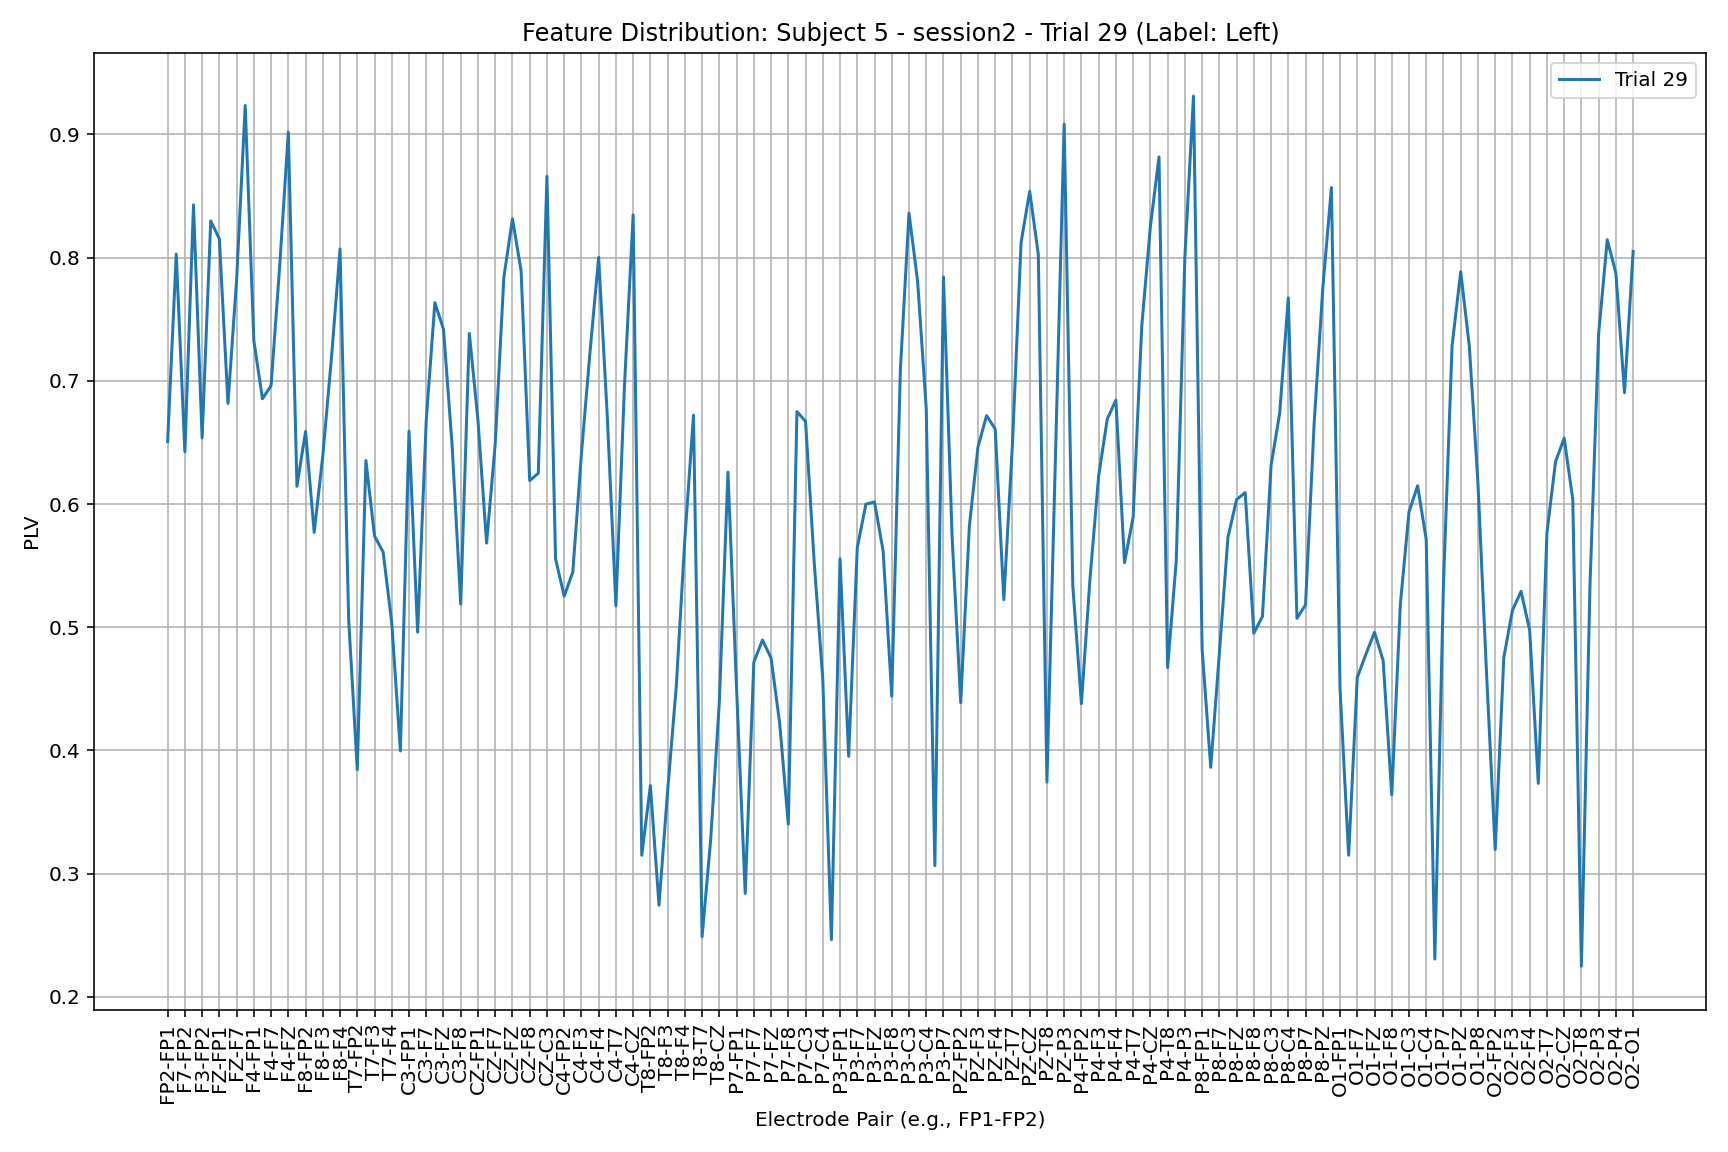 Feature Distribution: Subject 5 - session2 - Trial 29 (Label: Left)
Trial 29
PLV
0.9
0.8
0.7
0.6
0.5
0.4
0.3
0.2
FP2-FP1
F7-FP2
F3-FP2
FZ-FP1
FZ-F7
F4-FP1
F4-F7
F4-FZ
F8-FP2
F8-F3
F8-F4
T7-FP2
T7-F3
T7-F4
C3-FP1
C3-F7
C3-FZ
C3-F8
CZ-FP1
CZ-F7
CZ-FZ
CZ-F8
CZ-C3
C4-FP2
C4-F3
C4-F4
C4-T7
C4-CZ
T8-FP2
T8-F3
T8-F4
T8-T7
T8-CZ
P7-FP1
P7-F7
P7-FZ
P7-F8
P7-C3
P7-C4
P3-FP1
P3-F7
P3-FZ
P3-F8
P3-C3
P3-C4
P3-P7
PZ-FP2
PZ-F3
PZ-F4
PZ-T7
PZ-CZ
PZ-T8
PZ-P3
P4-FP2
P4-F3
P4-F4
P4-T7
P4-CZ
P4-T8
P4-P3
P8-FP1
P8-F7
P8-FZ
P8-F8
P8-C3
P8-C4
P8-P7
P8-PZ
O1-FP1
O1-F7
O1-FZ
O1-F8
O1-C3
O1-C4
O1-P7
O1-PZ
O1-P8
O2-FP2
O2-F3
O2-F4
O2-T7
O2-CZ
O2-T8
O2-P3
O2-P4
O2-O1
Electrode Pair (e.g., FP1-FP2)